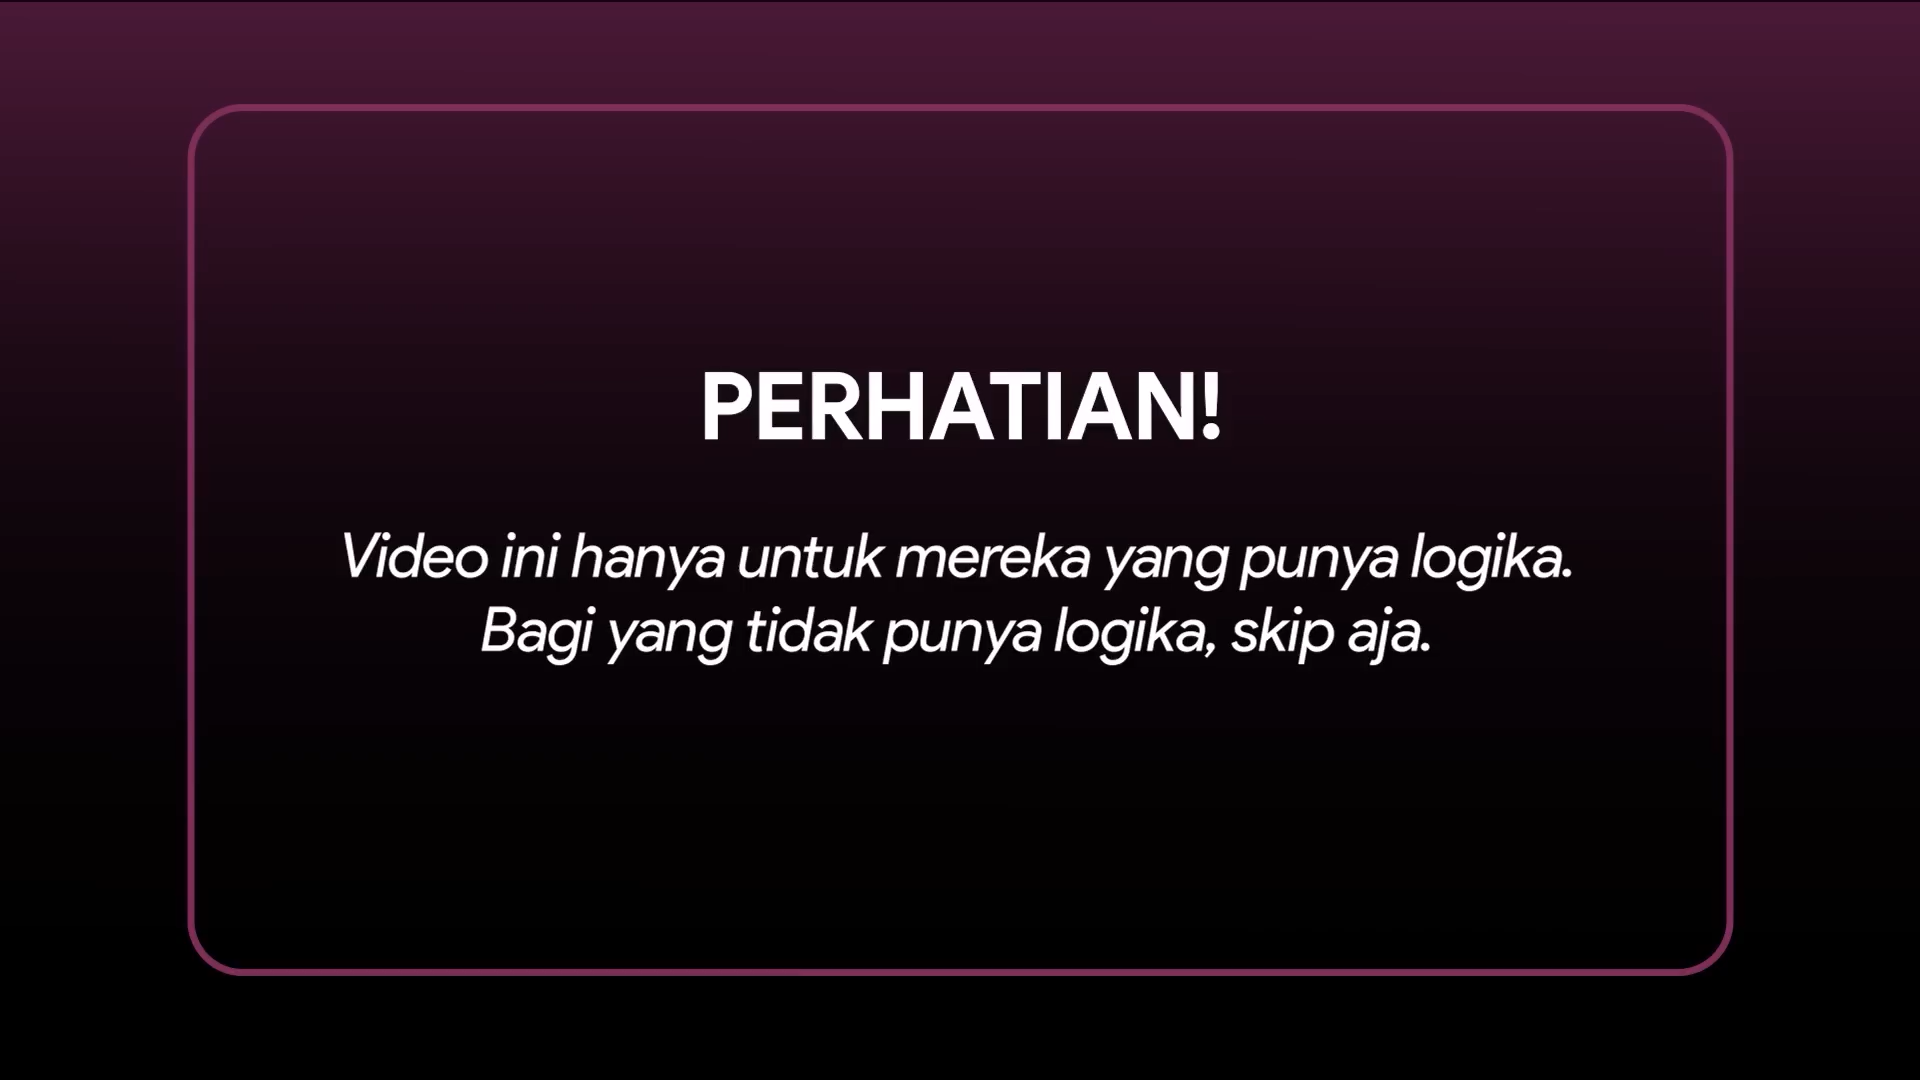 PERHATIAN!
Video ini hanya untuk mereka yang punya logika.
Bagi yang tidak punya logika, skip aja.